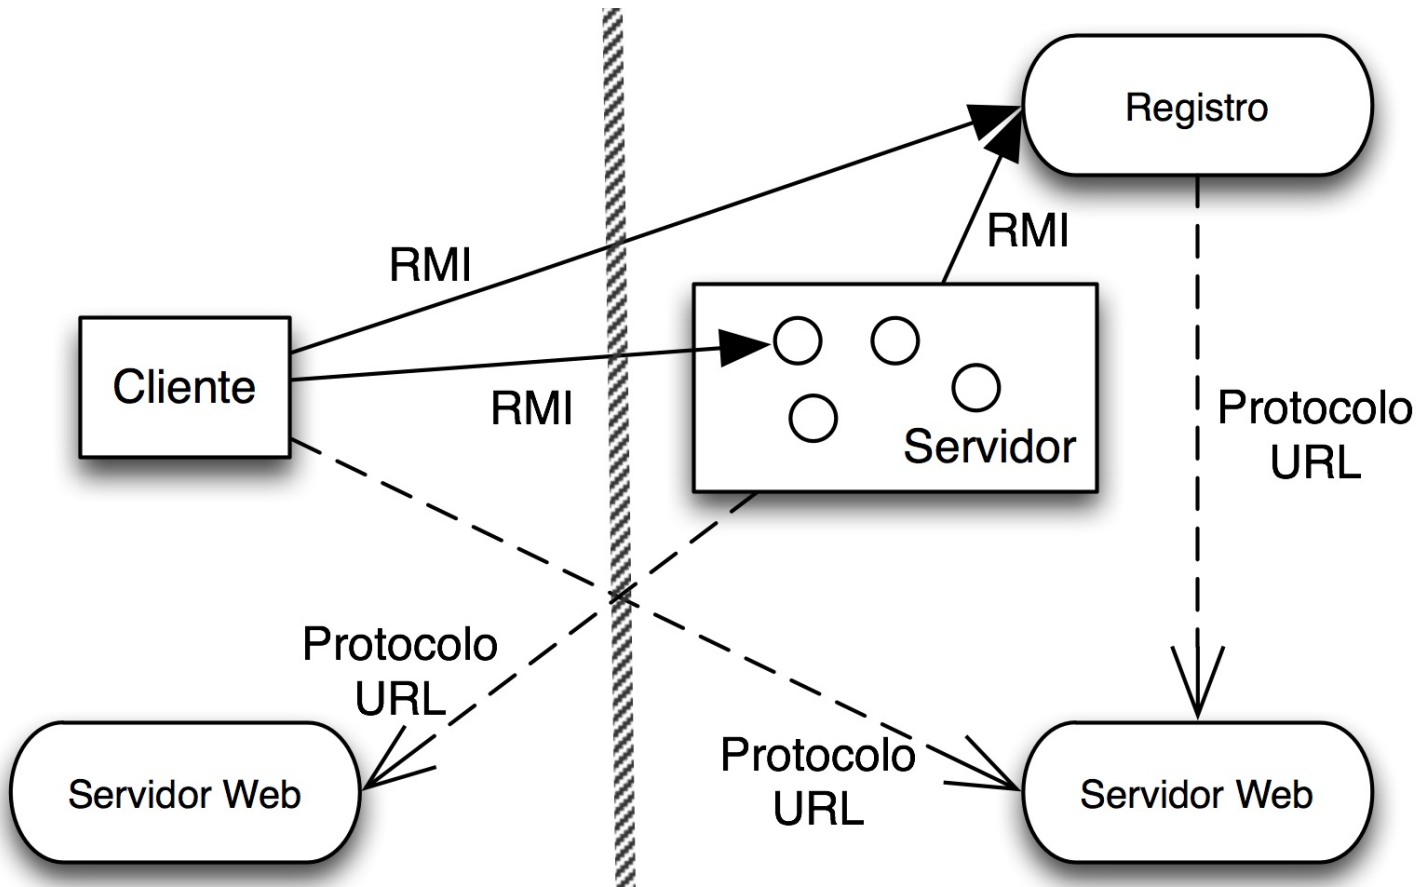 Registro
RMI
RMI
Cliente
RMI
Servidor
Protocolo
URL
Protocolo
URL
Protocolo
URL
Servidor Web
Servidor Web